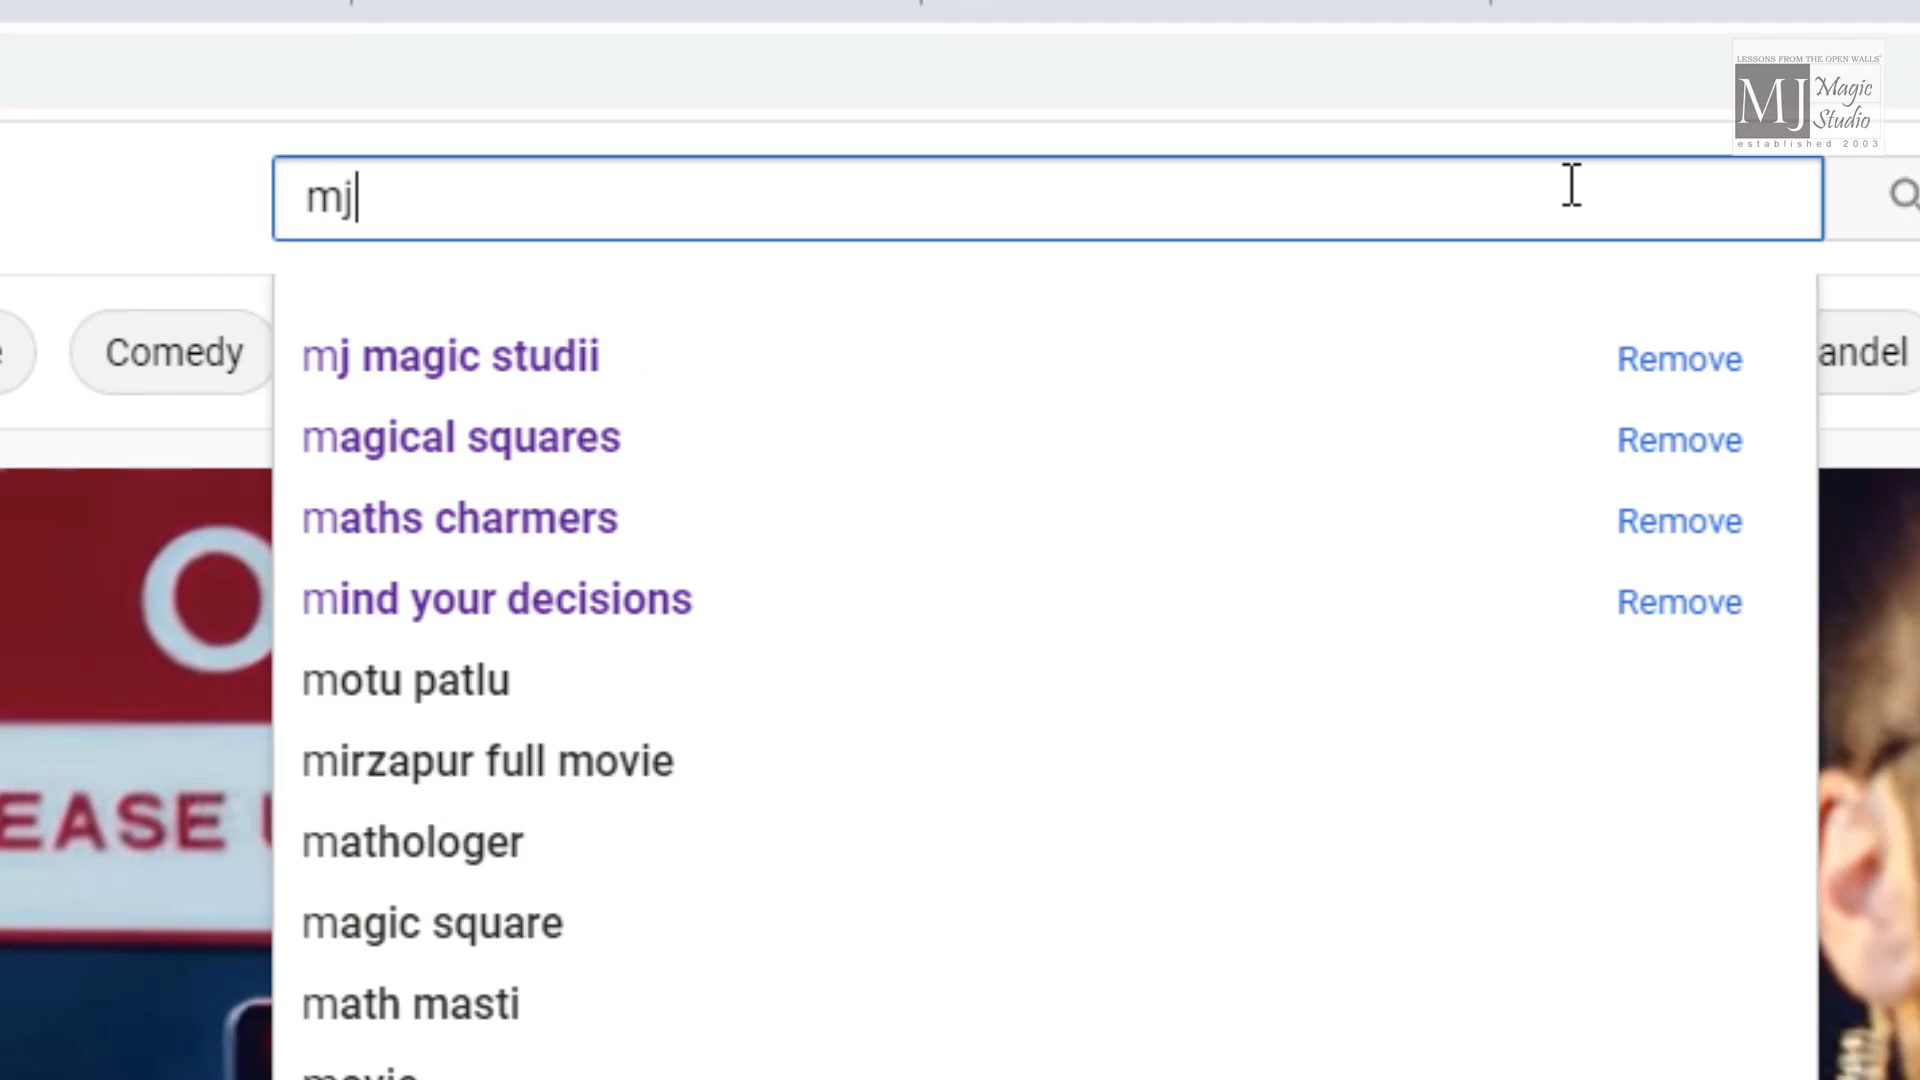 LESSONS FROM THE OPEN WALLS
MJ Magic Studio
established 2003
mj
Comedy
andel
mj magic studii Remove
magical squares Remove
maths charmers Remove
mind your decisions Remove
motu patlu
mirzapur full movie
mathologer
magic square
math masti
O
EASE